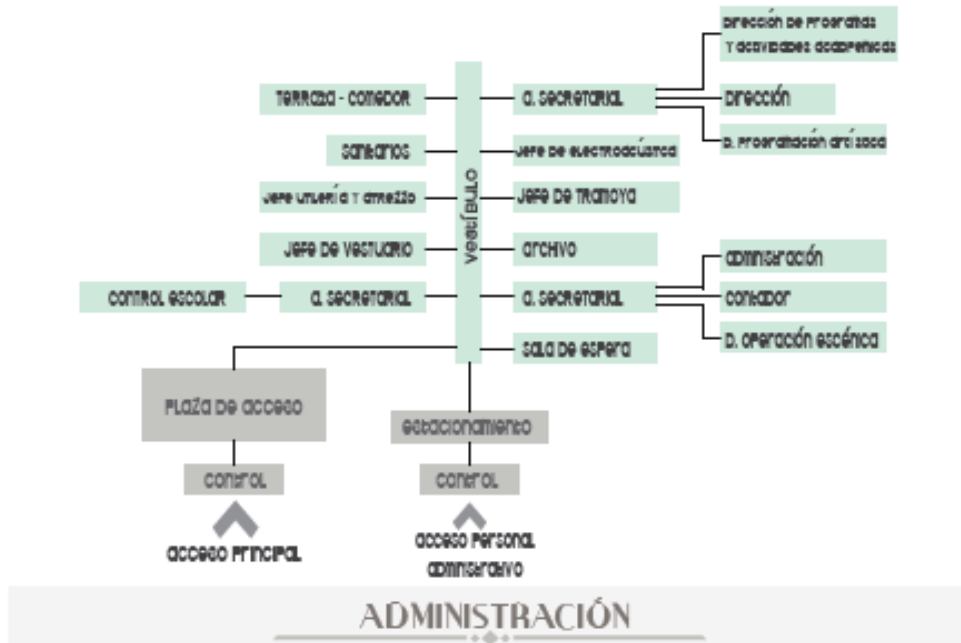 Dirección de Programas
y actividades académicas
Terraza - Comedor
A. Secretarial
Dirección
Sanitarios
Jefe de electroacústica
D. Programación artística
Jefe utilería y atrezzo
Jefe de tramoya
Vestíbulo
Jefe de vestuario
Archivo
Administración
Control escolar
A. Secretarial
A. Secretarial
Contador
Sala de espera
D. Operación escénica
Plaza de acceso
Estacionamiento
Control
Control
Acceso Principal
Acceso Personal
Administrativo
ADMINISTRACIÓN